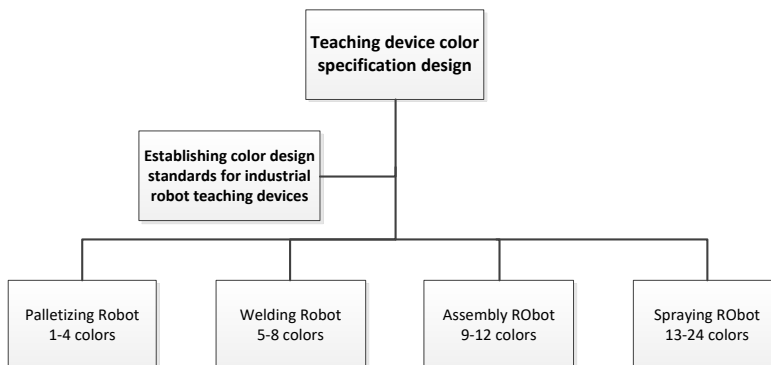 Teaching device color
specification design
Establishing color design
standards for industrial
robot teaching devices
Palletizing Robot
1-4 colors
Welding Robot
5-8 colors
Assembly RObot
9-12 colors
Spraying RObot
13-24 colors